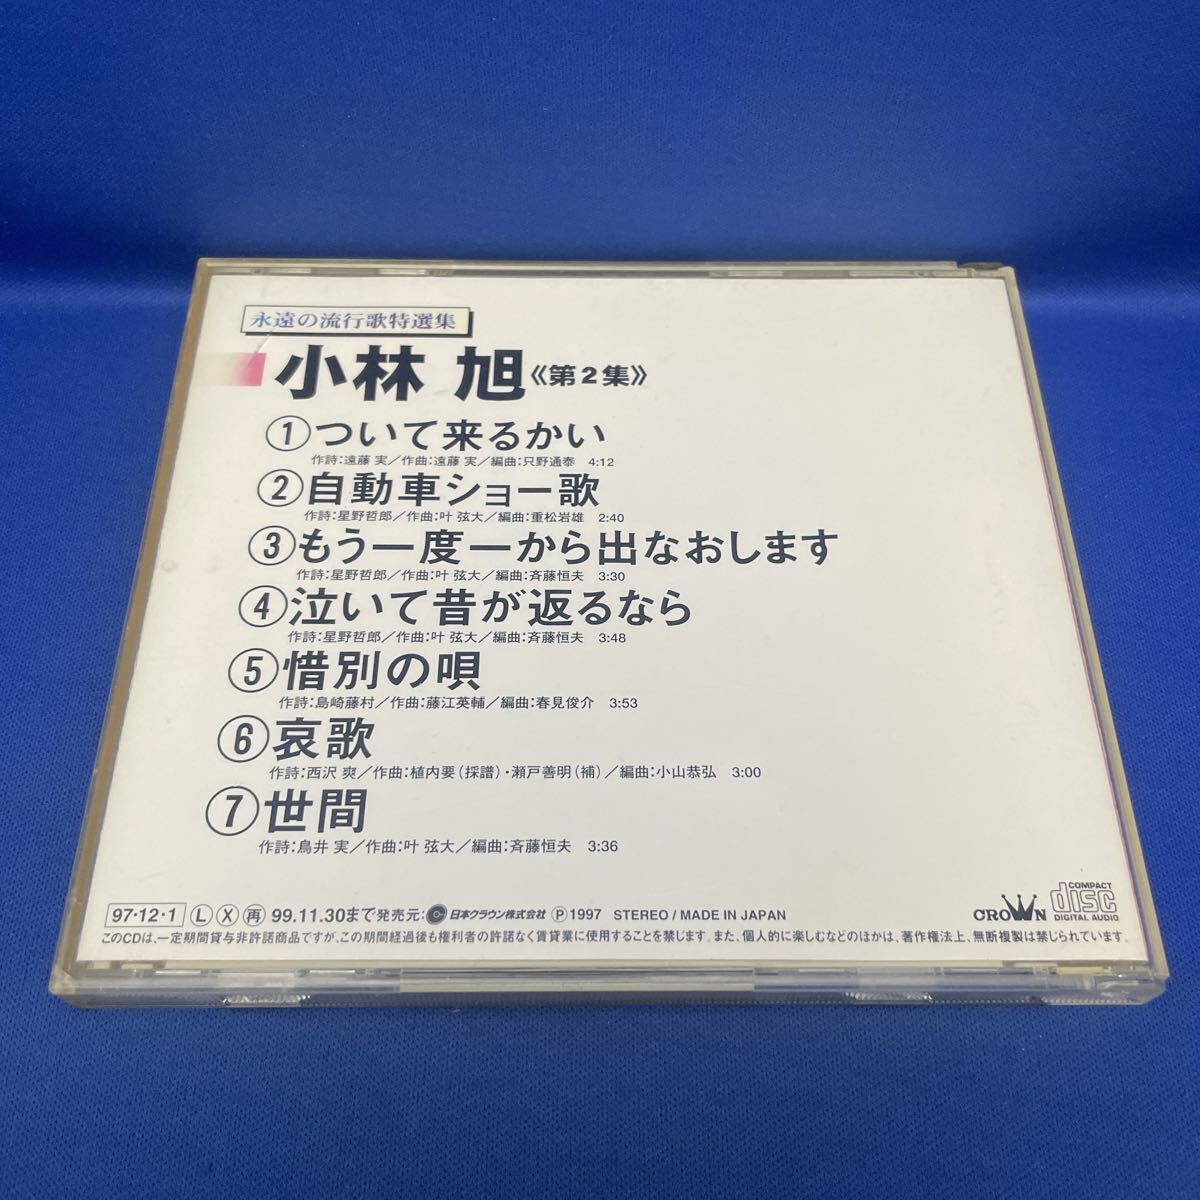 永遠の流行歌特選集
小林 旭《第2集》
①ついて来るかい
作詩:遠藤 実／作曲:遠藤 実／編曲:只野通泰 4:12
②自動車ショー歌
作詩:星野哲郎／作曲:叶 弦大／編曲:重松岩雄 2:40
③もう一度一から出なおします
作詩:星野哲郎／作曲:叶 弦大／編曲:斉藤恒夫 3:30
④泣いて昔が返るなら
作詩:星野哲郎／作曲:叶 弦大／編曲:斉藤恒夫 3:48
⑤惜別の唄
作詩:島崎藤村／作曲:藤江英輔／編曲:春見俊介 3:53
⑥哀歌
作詩:西沢 爽／作曲:植内要(採譜)・瀬戸善明(補)／編曲:小山恭弘 3:00
⑦世間
作詩:鳥井 実／作曲:叶 弦大／編曲:斉藤恒夫 3:36
97・12・1 Ⓛ Ⓧ 再 99.11.30まで 発売元: 日本クラウン株式会社 Ⓟ 1997 STEREO / MADE IN JAPAN
CROWN
COMPACT
disc
DIGITAL AUDIO
このCDは、一定期間貸与非許諾商品ですが、この期間経過後も権利者の許諾なく賃貸業に使用することを禁じます。また、個人的に楽しむなどのほかは、著作権法上、無断複製は禁じられています。